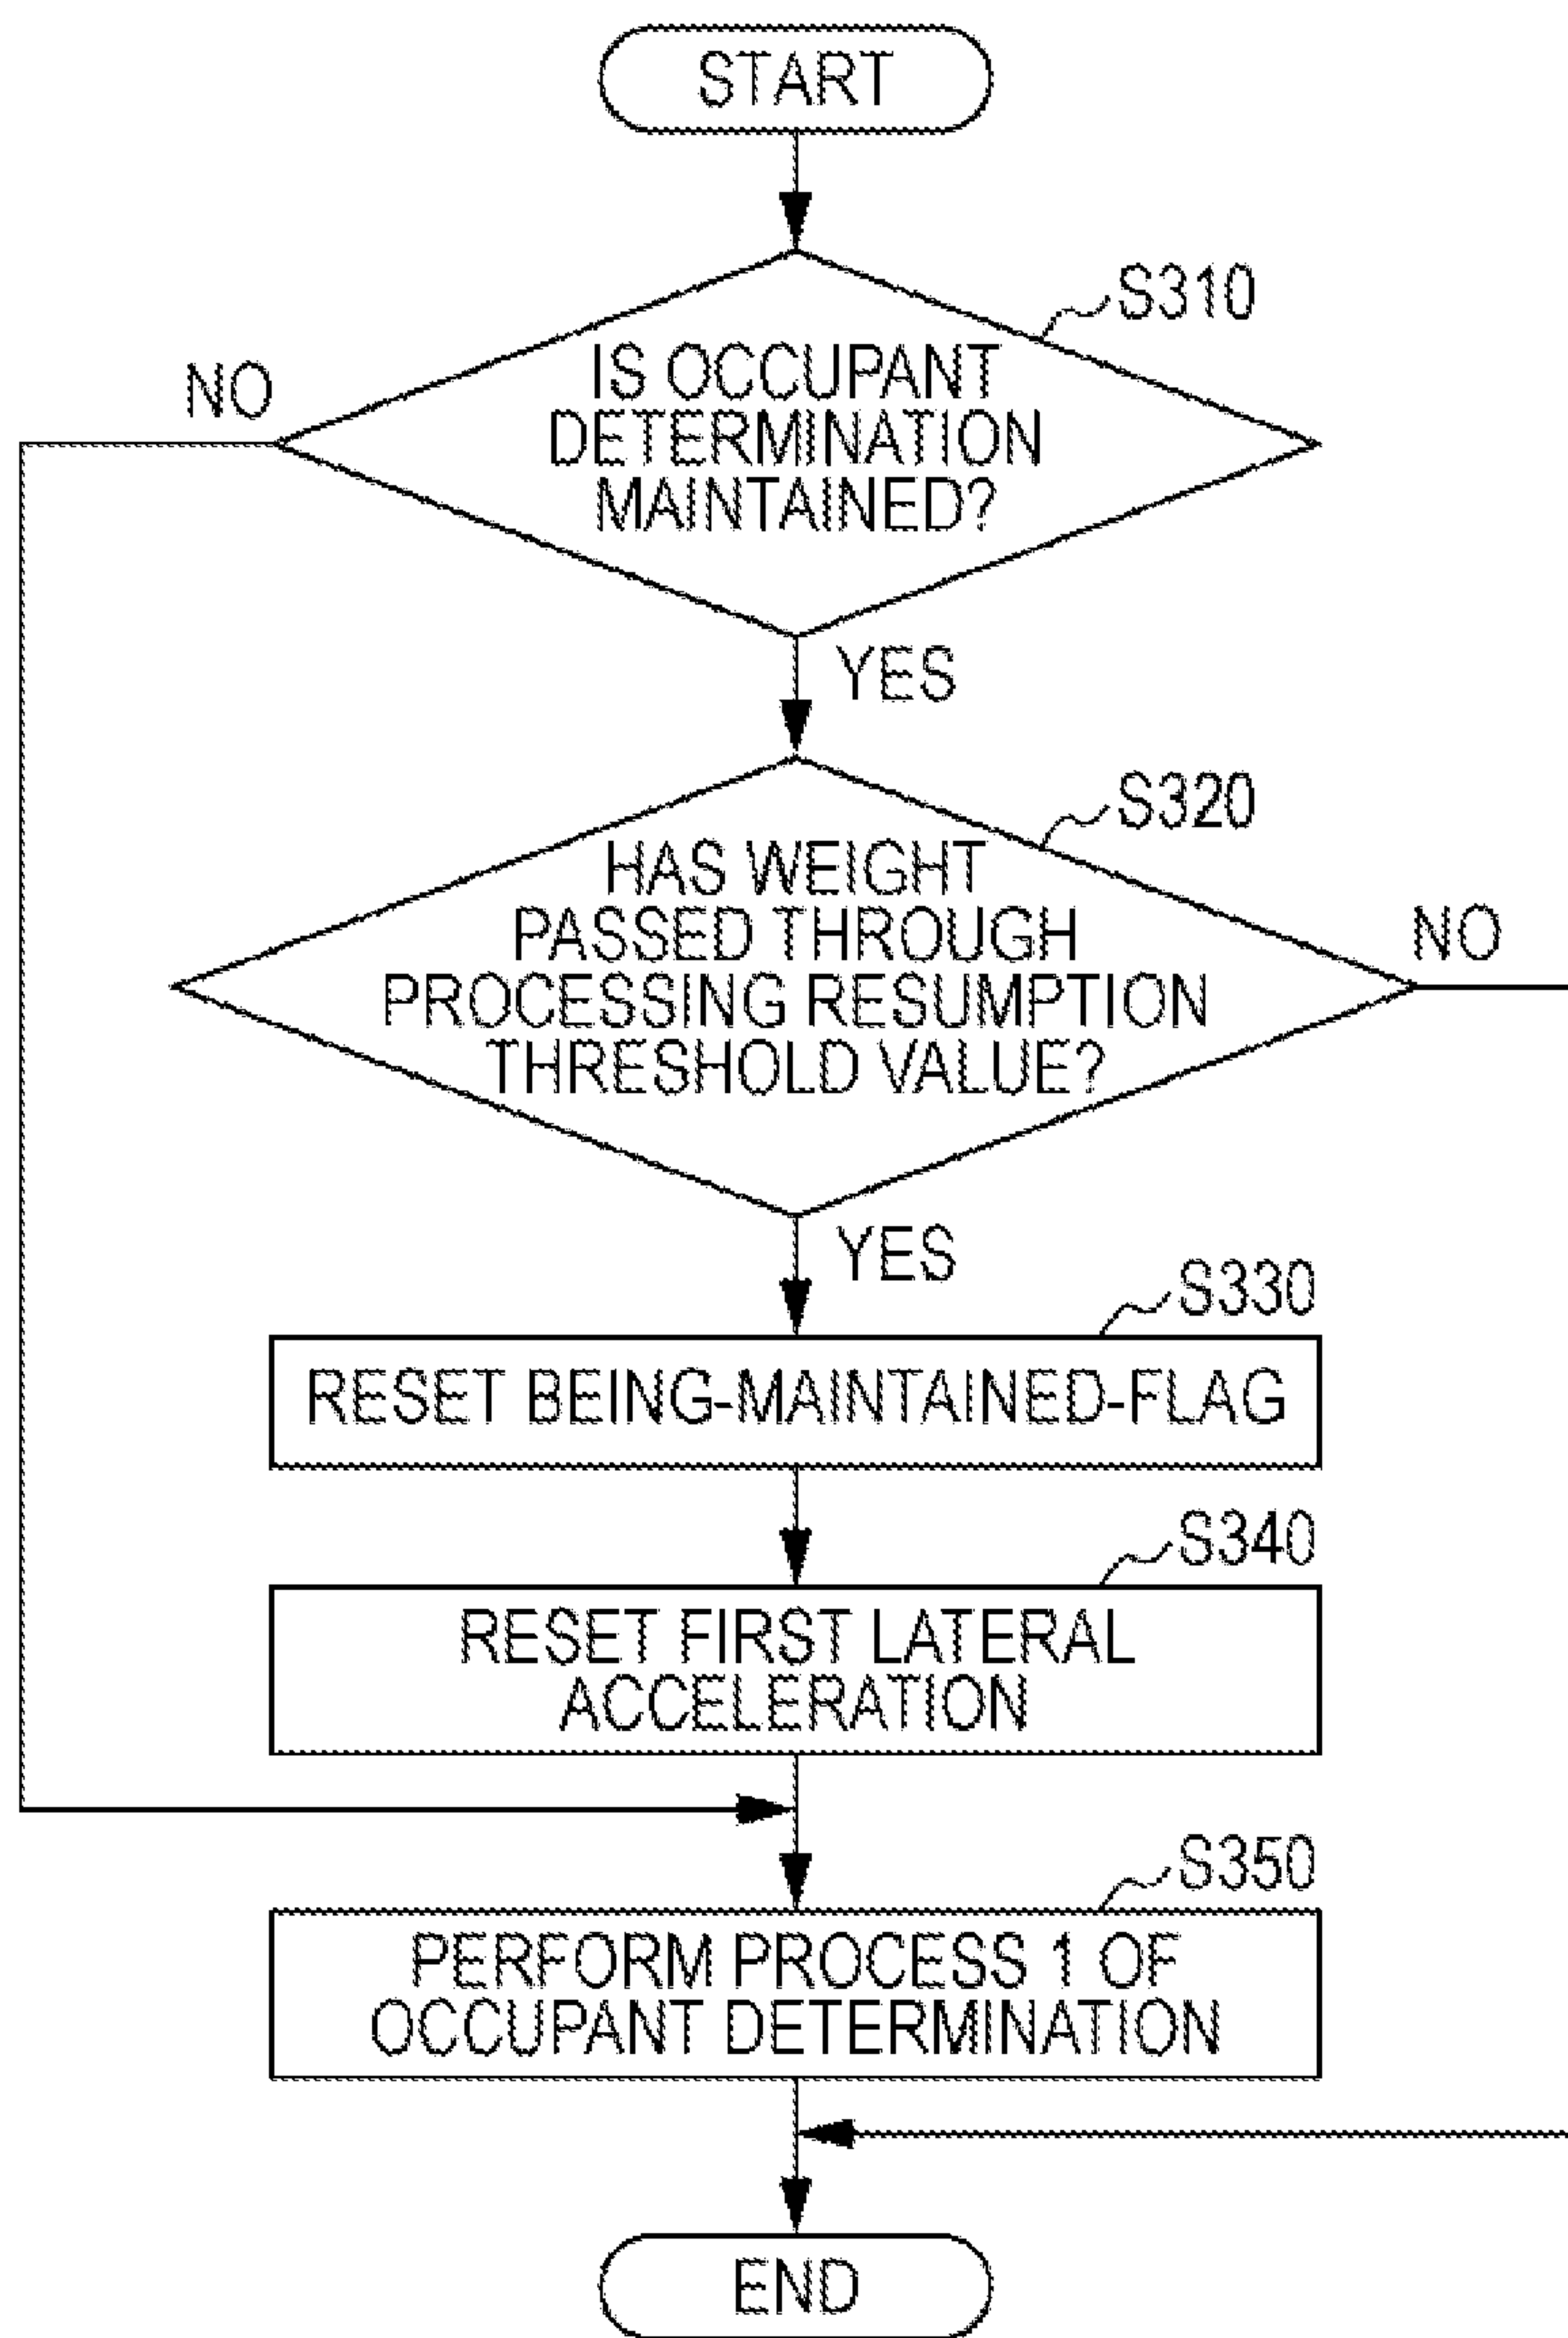 START
S310
NO
IS OCCUPANT
DETERMINATION
MAINTAINED?
YES
S320
HAS WEIGHT
PASSED THROUGH
PROCESSING RESUMPTION
THRESHOLD VALUE?
NO
YES
S330
RESET BEING-MAINTAINED-FLAG
S340
RESET FIRST LATERAL
ACCELERATION
S350
PERFORM PROCESS 1 OF
OCCUPANT DETERMINATION
END